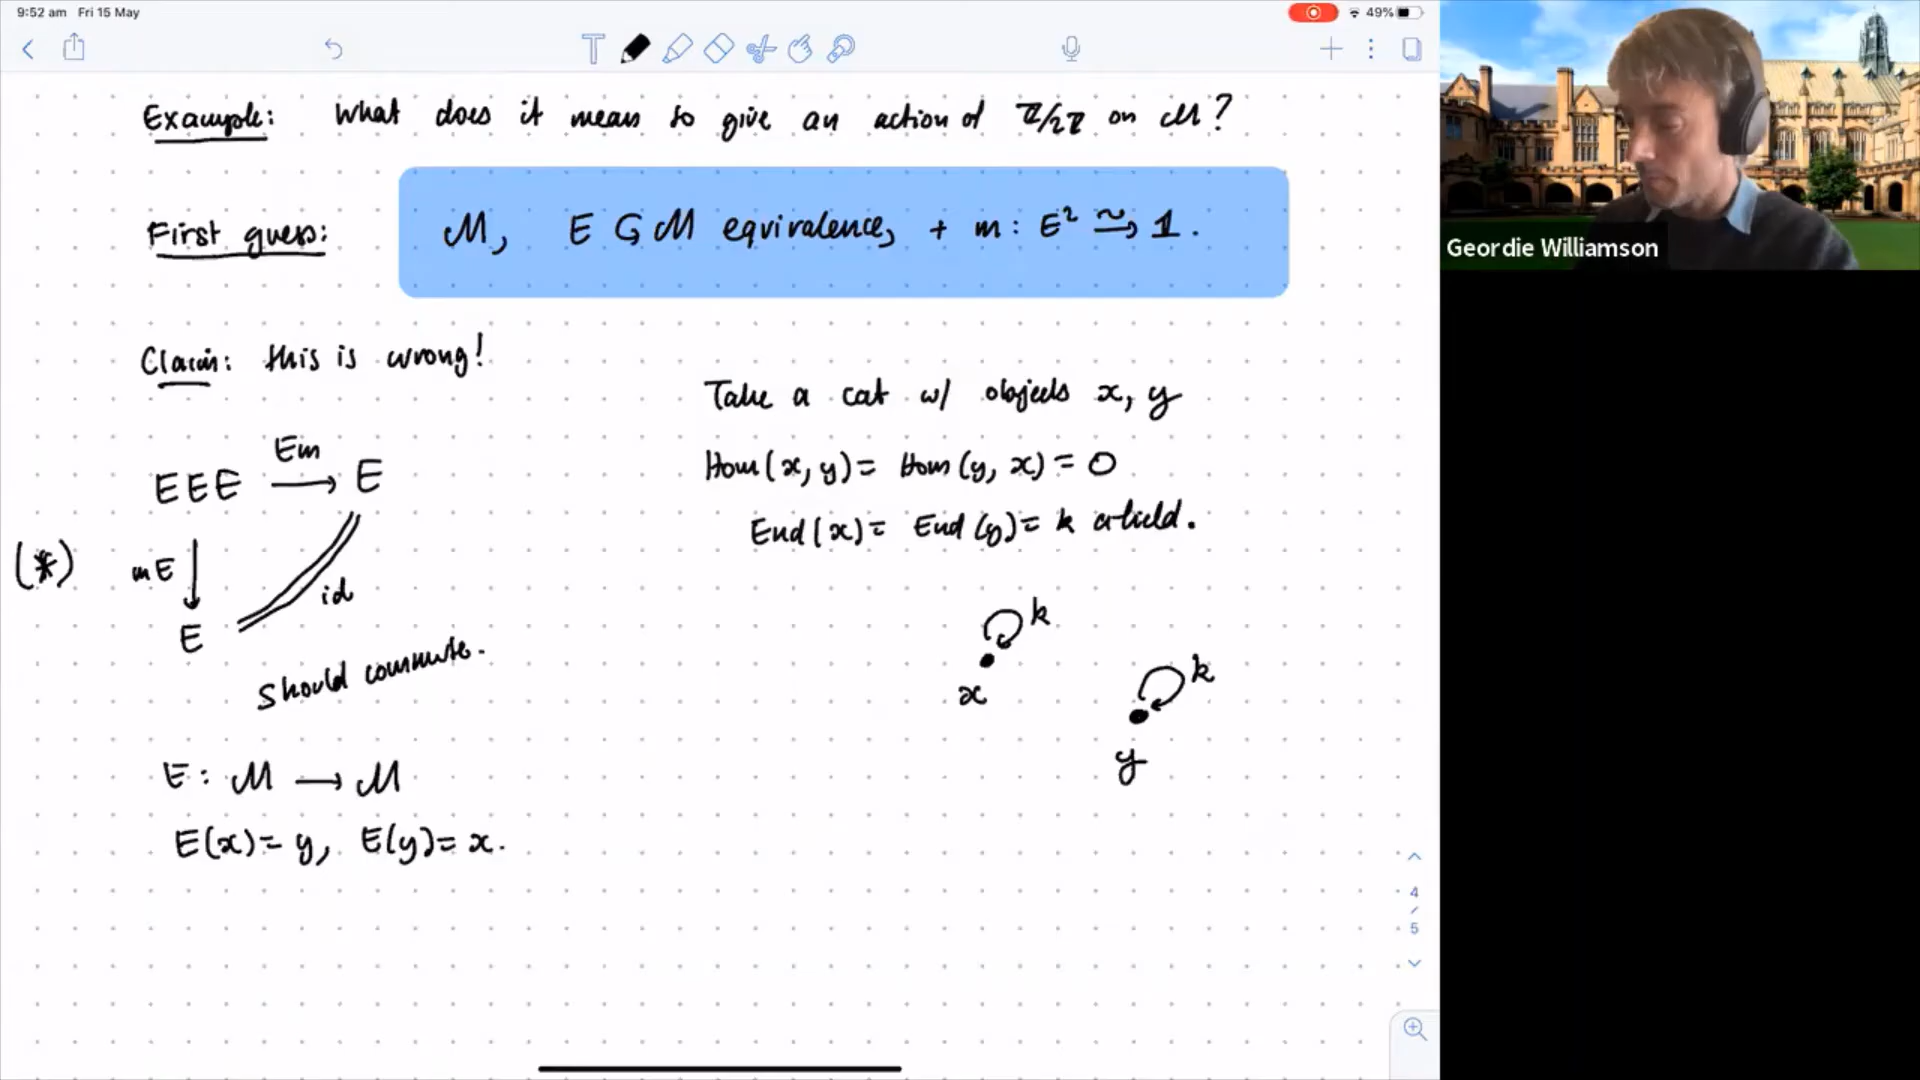 9:52 am Fri 15 May
49%
Example: What does it mean to give an action of ℤ/2ℤ on M?
First guess: M, E G M equivalence, + m : E² ⥲ 1.
Claim: this is wrong!
Take a cat w/ objects x, y
Hom(x, y) = Hom(y, x) = 0
End(x) = End(y) = k a field.
EEE → E
Em
(*) mE ↓
id
E
should commute.
k
x
k
y
E : M → M
E(x) = y, E(y) = x.
4
/
5
Geordie Williamson